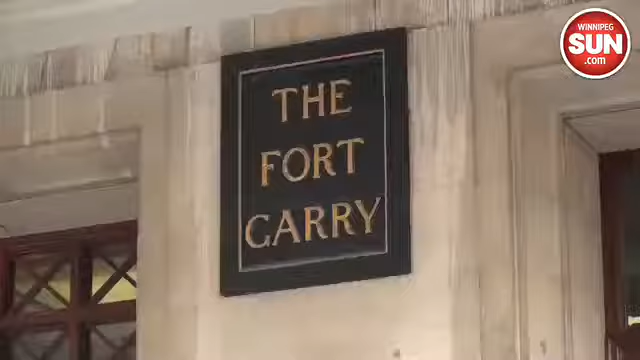 WINNIPEG
SUN
.com
THE
FORT
GARRY